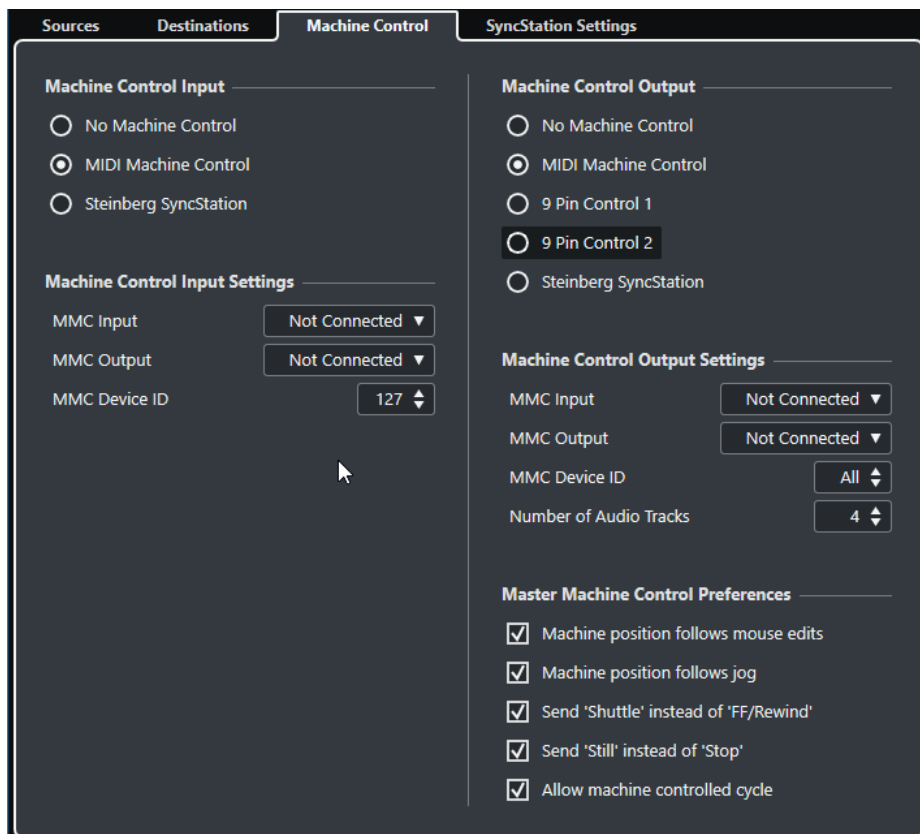 Sources Destinations Machine Control SyncStation Settings
Machine Control Input
No Machine Control
MIDI Machine Control
Steinberg SyncStation
Machine Control Input Settings
MMC Input Not Connected
MMC Output Not Connected
MMC Device ID 127
Machine Control Output
No Machine Control
MIDI Machine Control
9 Pin Control 1
9 Pin Control 2
Steinberg SyncStation
Machine Control Output Settings
MMC Input Not Connected
MMC Output Not Connected
MMC Device ID All
Number of Audio Tracks 4
Master Machine Control Preferences
Machine position follows mouse edits
Machine position follows jog
Send 'Shuttle' instead of 'FF/Rewind'
Send 'Still' instead of 'Stop'
Allow machine controlled cycle